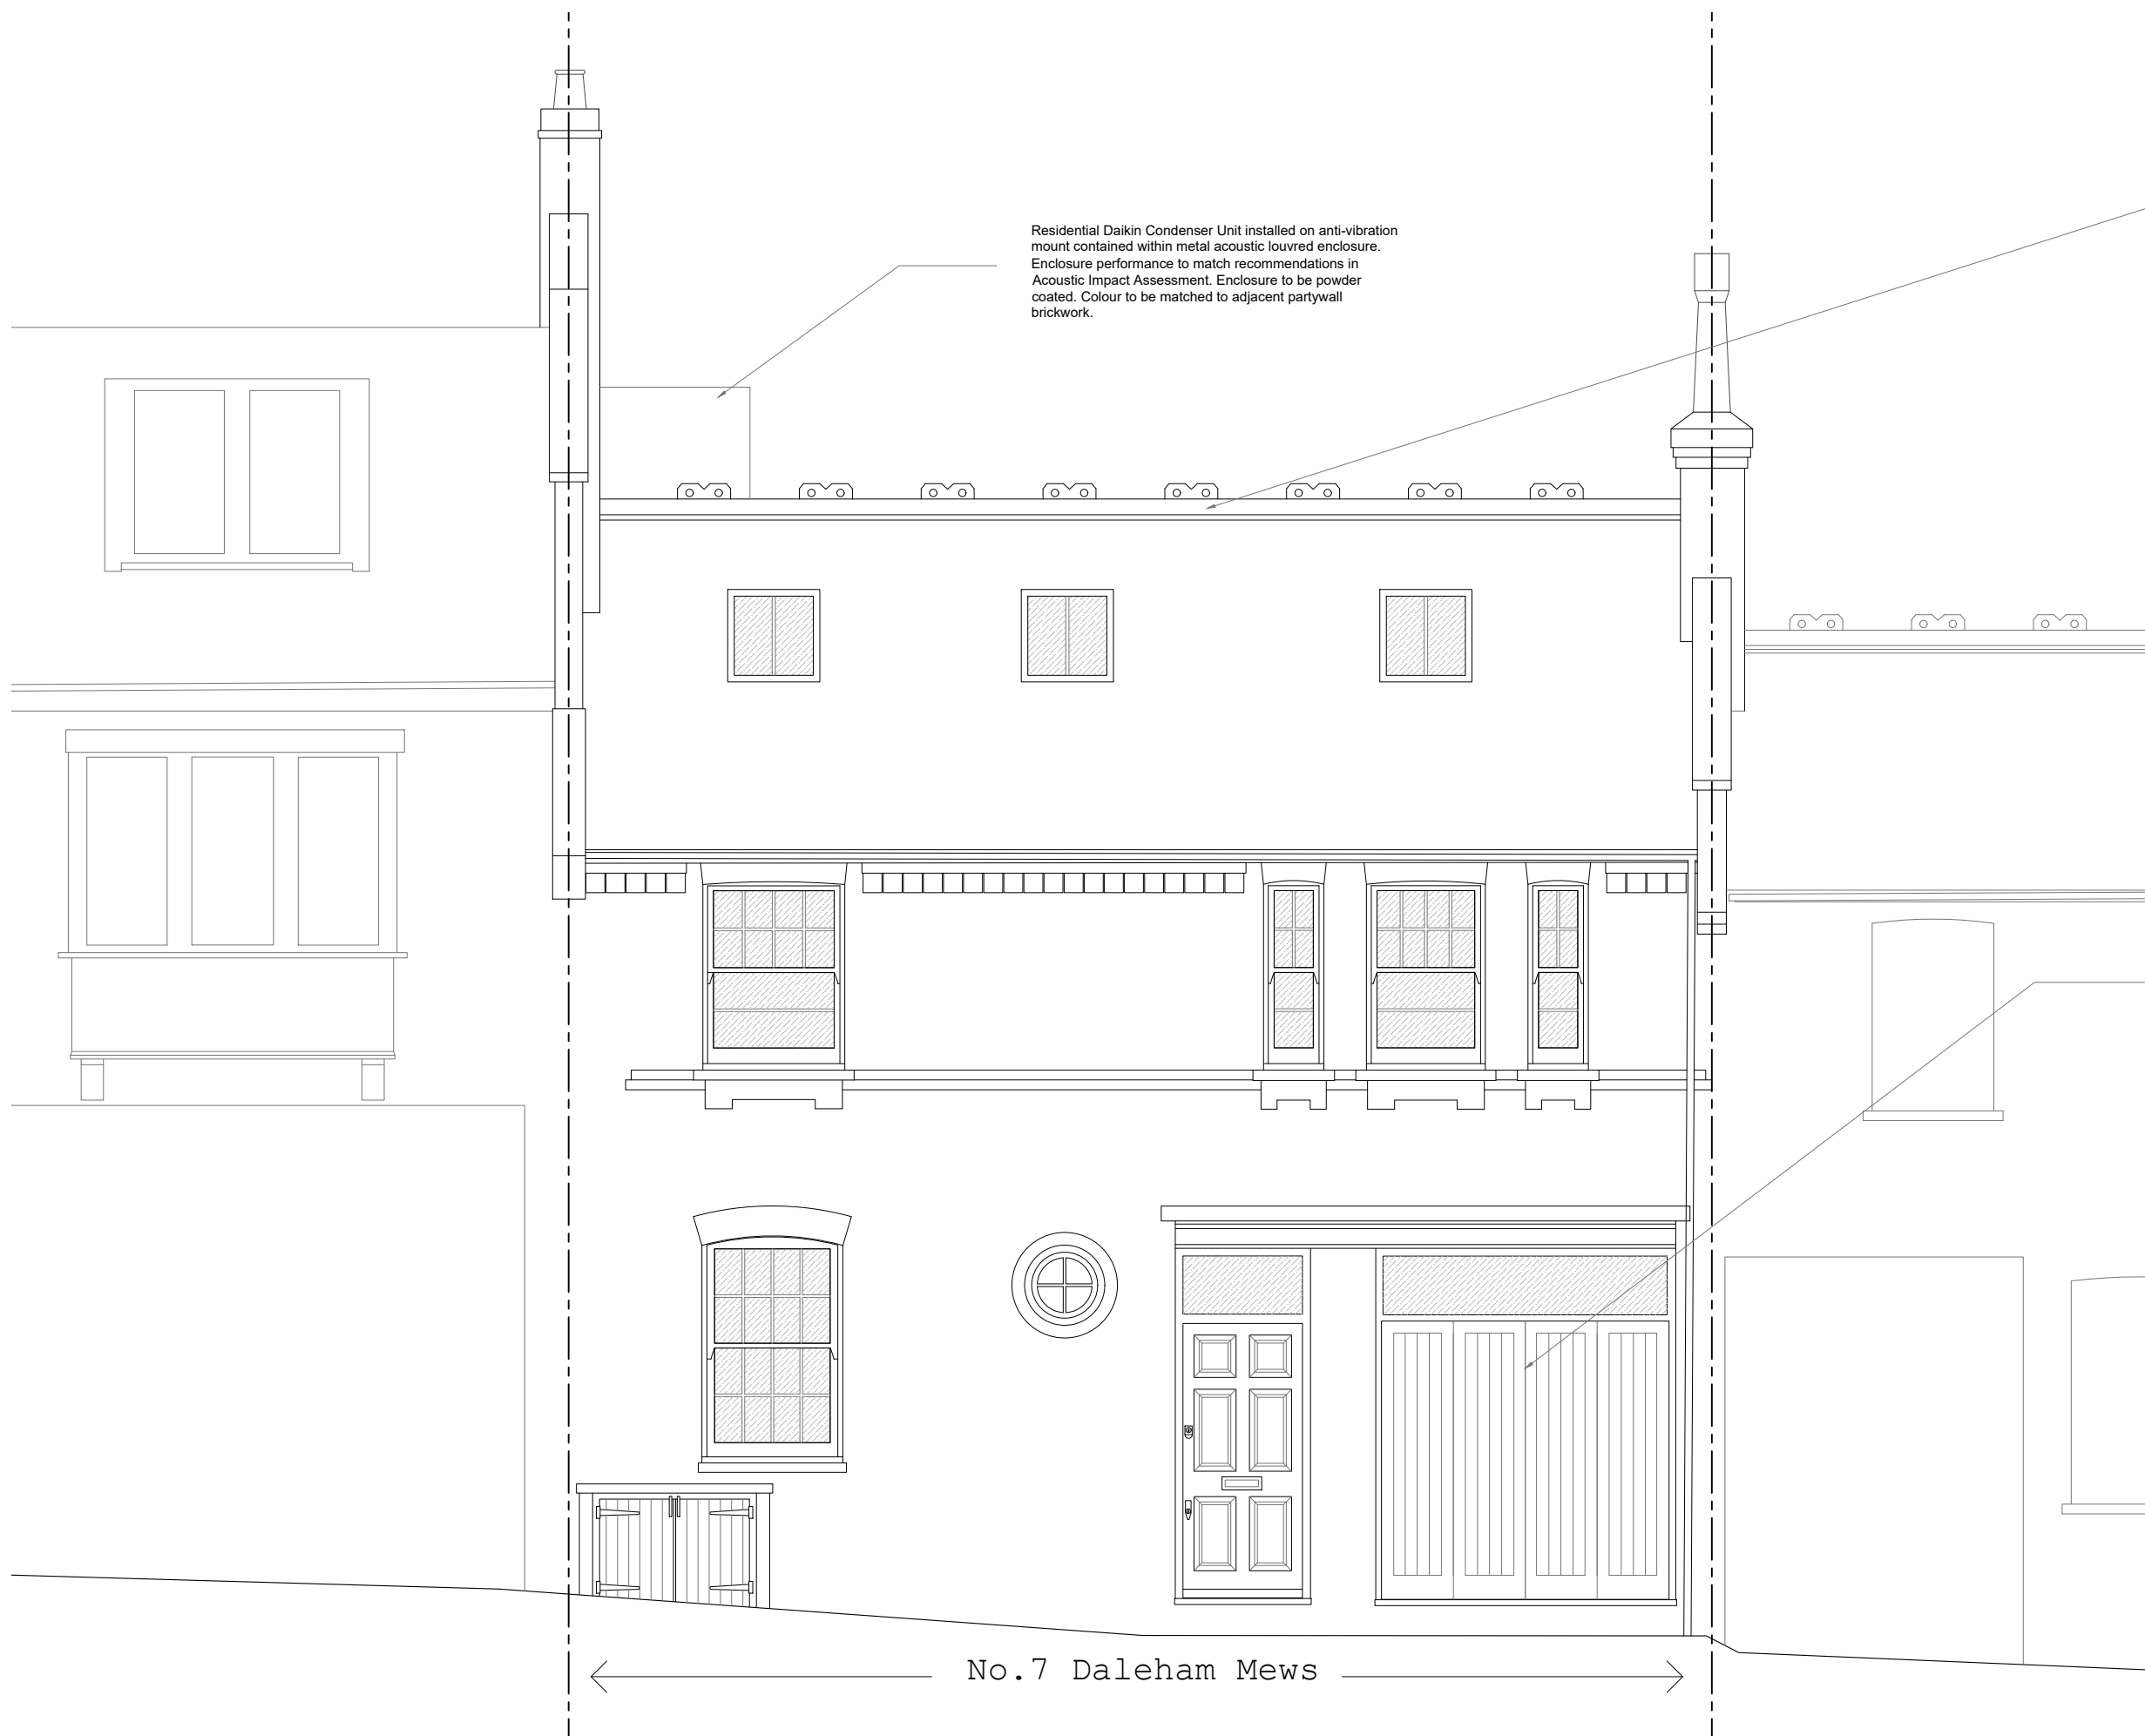 Residential Daikin Condenser Unit installed on anti-vibration
mount contained within metal acoustic louvred enclosure.
Enclosure performance to match recommendations in
Acoustic Impact Assessment. Enclosure to be powder
coated. Colour to be matched to adjacent partywall
brickwork.
No.7 Daleham Mews